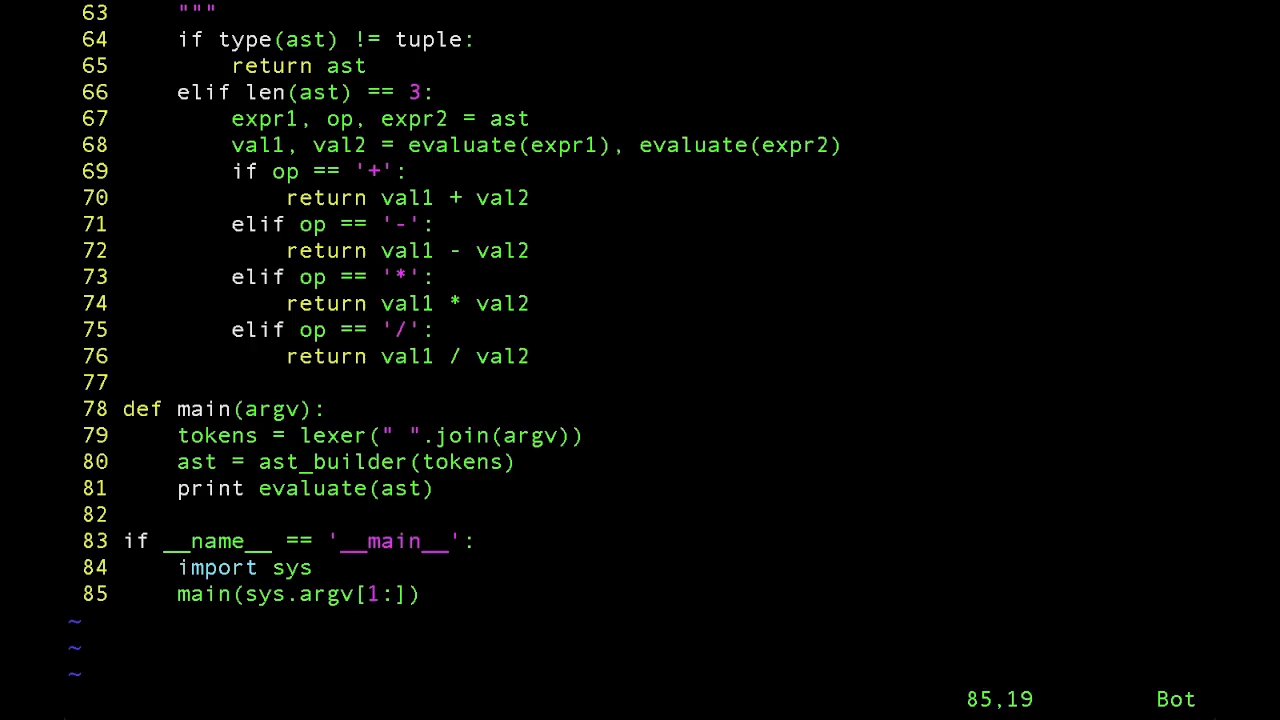 63     """
64     if type(ast) != tuple:
65         return ast
66     elif len(ast) == 3:
67         expr1, op, expr2 = ast
68         val1, val2 = evaluate(expr1), evaluate(expr2)
69         if op == '+':
70             return val1 + val2
71         elif op == '-':
72             return val1 - val2
73         elif op == '*':
74             return val1 * val2
75         elif op == '/':
76             return val1 / val2
77
78 def main(argv):
79     tokens = lexer(" ".join(argv))
80     ast = ast_builder(tokens)
81     print evaluate(ast)
82
83 if __name__ == '__main__':
84     import sys
85     main(sys.argv[1:])
~
~
~
85,19 Bot